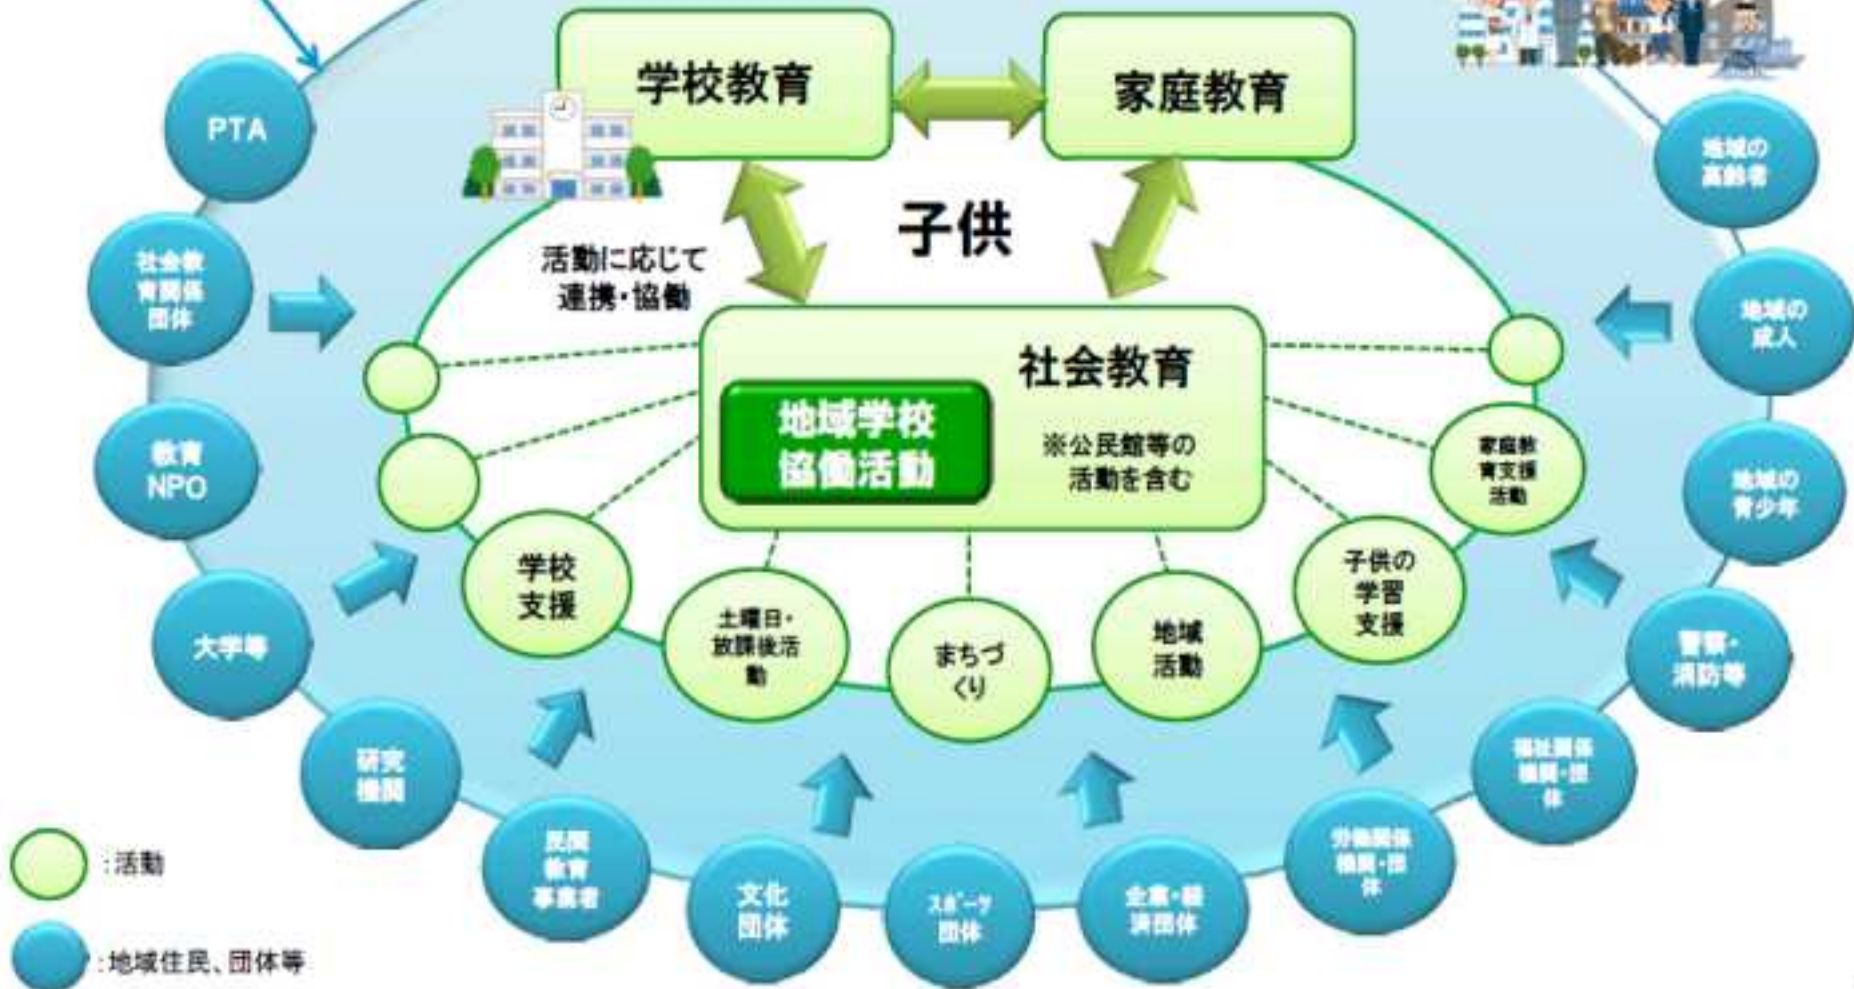 学校教育
家庭教育
子供
活動に応じて
連携・協働
社会教育
地域学校
協働活動
※公民館等の
活動を含む
学校
支援
土曜日・
放課後活
動
まちづ
くり
地域
活動
子供の
学習
支援
家庭教
育支援
活動
PTA
社会教
育関係
団体
教育
NPO
大学等
研究
機関
民間
教育
事業者
文化
団体
スポーツ
団体
企業・経
済団体
労働関係
機関・団
体
福祉関係
機関・団
体
警察・
消防等
地域の
青少年
地域の
成人
地域の
高齢者
:活動
:地域住民、団体等